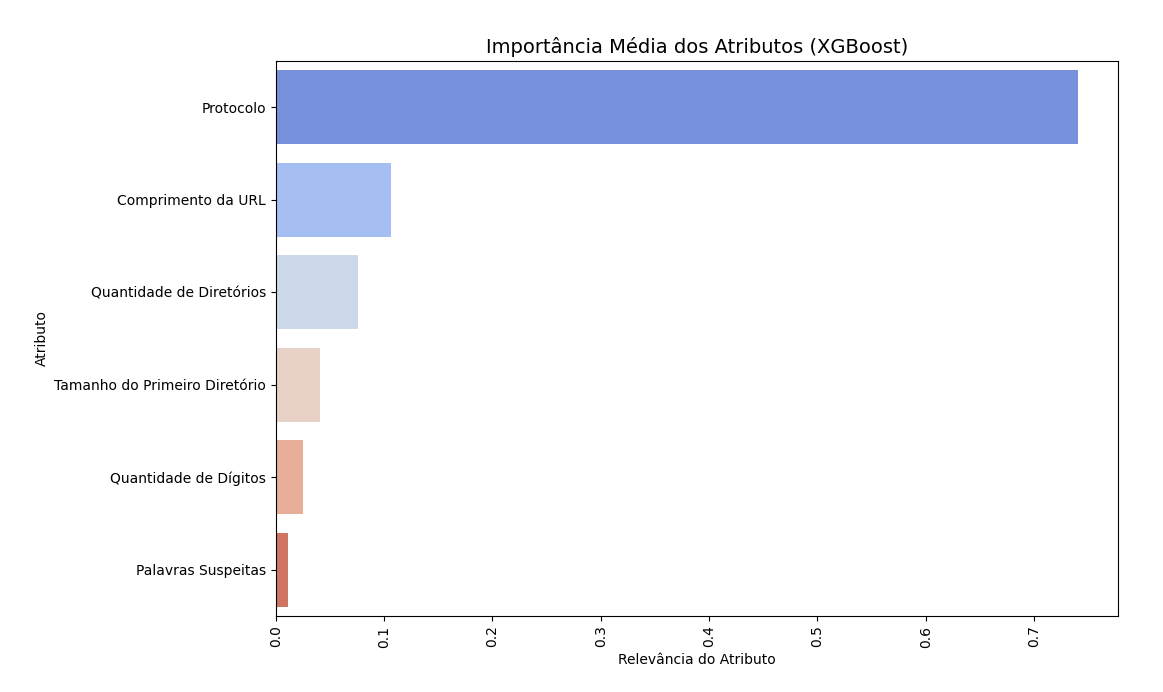 Importância Média dos Atributos (XGBoost)
Atributo
Protocolo
Comprimento da URL
Quantidade de Diretórios
Tamanho do Primeiro Diretório
Quantidade de Dígitos
Palavras Suspeitas
0.0 0.1 0.2 0.3 0.4 0.5 0.6 0.7
Relevância do Atributo